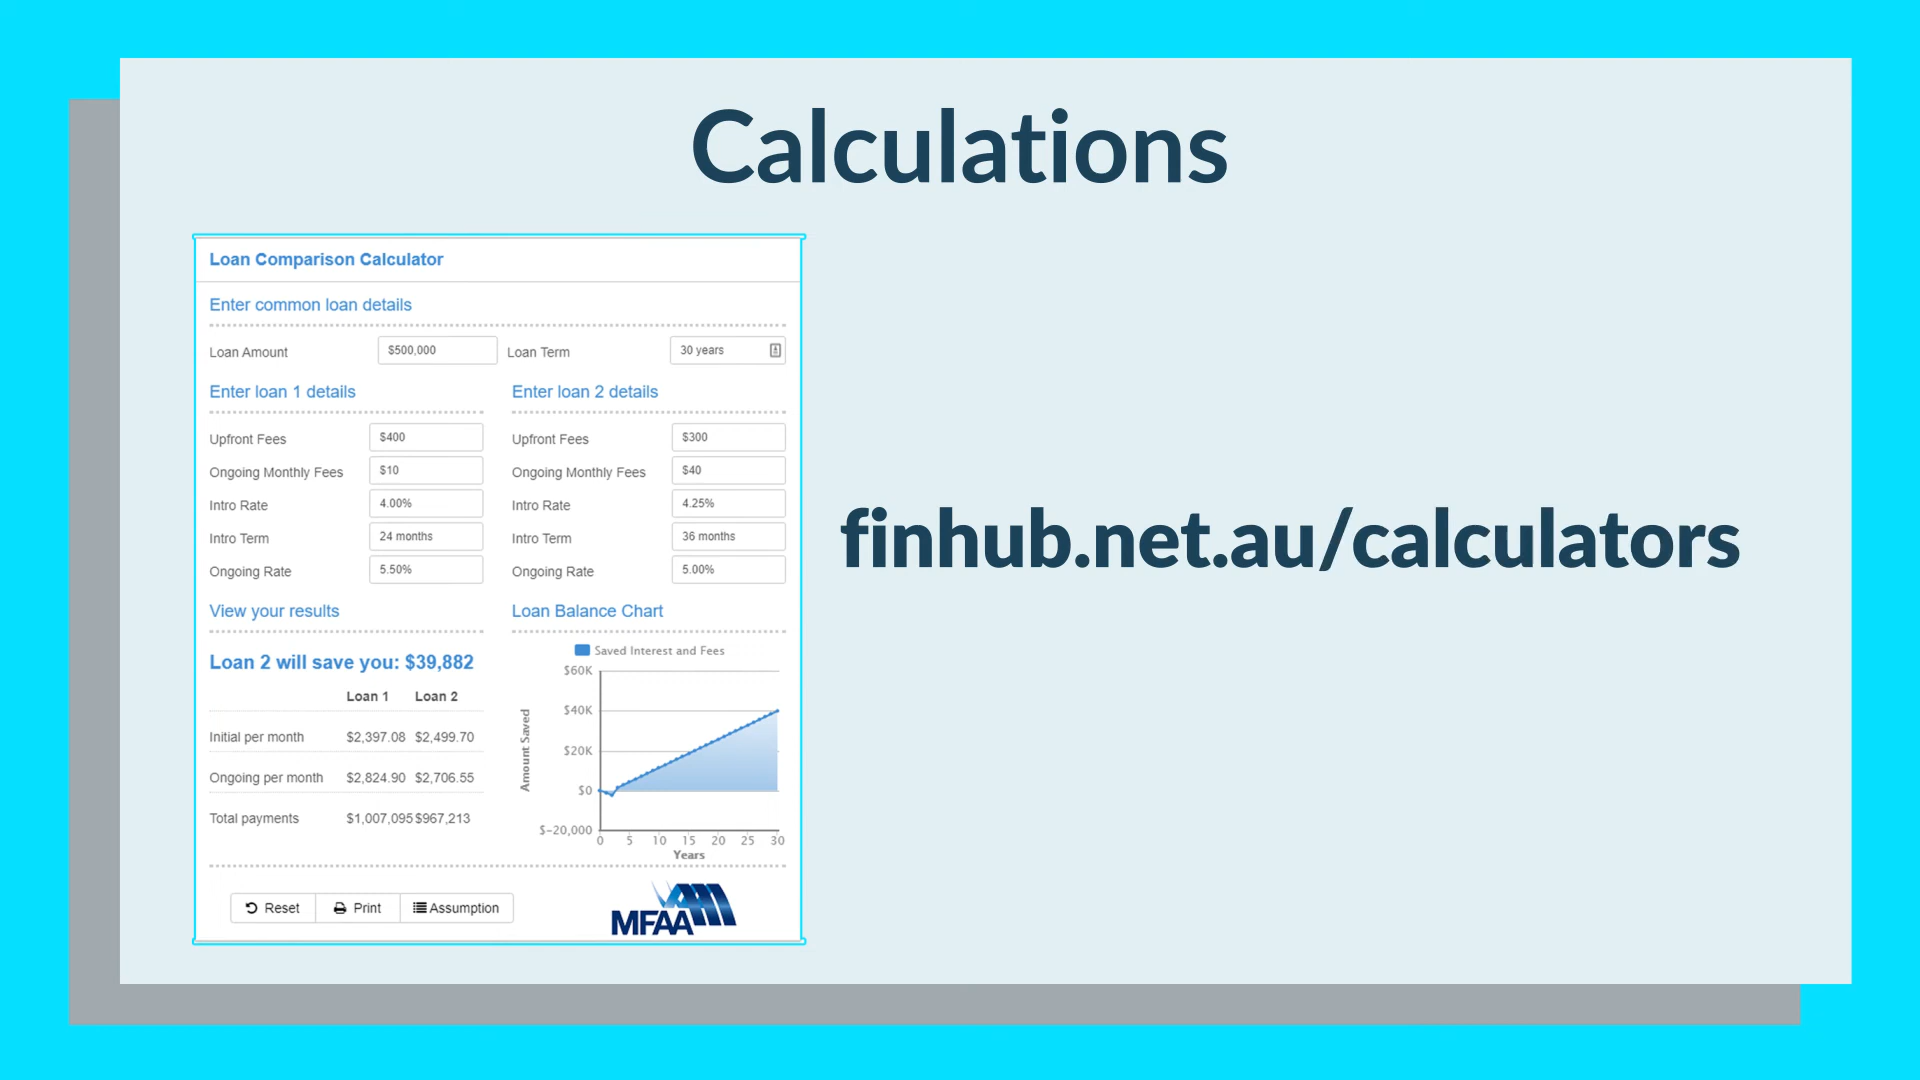 Calculations
Loan Comparison Calculator
Enter common loan details
Loan Amount $500,000 Loan Term 30 years
Enter loan 1 details Enter loan 2 details
Upfront Fees $400 Upfront Fees $300
Ongoing Monthly Fees $10 Ongoing Monthly Fees $40
Intro Rate 4.00% Intro Rate 4.25%
Intro Term 24 months Intro Term 36 months
Ongoing Rate 5.50% Ongoing Rate 5.00%
View your results Loan Balance Chart
Loan 2 will save you: $39,882
Loan 1 Loan 2
Initial per month $2,397.08 $2,499.70
Ongoing per month $2,824.90 $2,706.55
Total payments $1,007,095 $967,213
Saved Interest and Fees
$60K
$40K
$20K
$0
$-20,000
Amount Saved
0 5 10 15 20 25 30
Years
Reset Print Assumption
MFAA
finhub.net.au/calculators